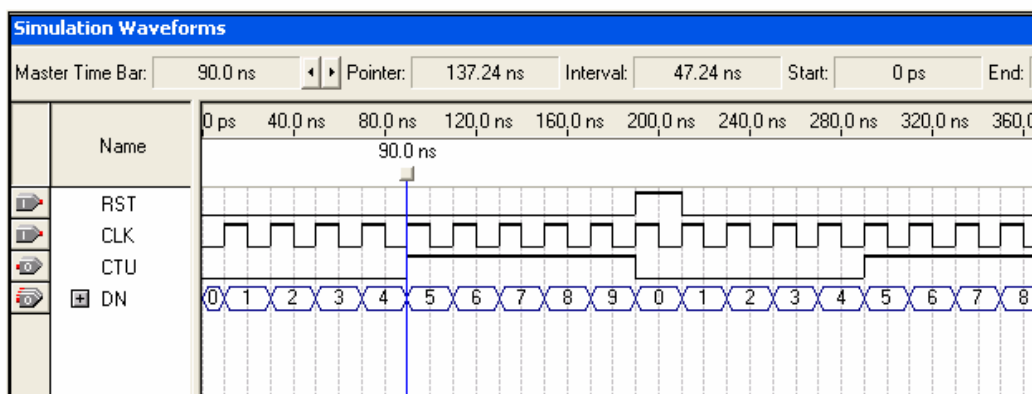 Simulation Waveforms
Master Time Bar: 90.0 ns Pointer: 137.24 ns Interval: 47.24 ns Start: 0 ps End:
0 ps 40.0 ns 80.0 ns 120.0 ns 160.0 ns 200.0 ns 240.0 ns 280.0 ns 320.0 ns 360.0
Name
90.0 ns
RST
CLK
CTU
DN 0 1 2 3 4 5 6 7 8 9 0 1 2 3 4 5 6 7 8